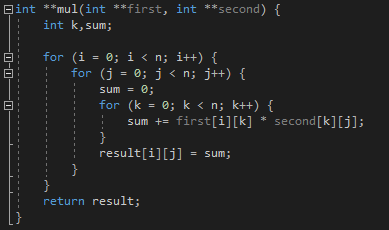 int **mul(int **first, int **second) {
    int k,sum;

    for (i = 0; i < n; i++) {
        for (j = 0; j < n; j++) {
            sum = 0;
            for (k = 0; k < n; k++) {
                sum += first[i][k] * second[k][j];
            }
            result[i][j] = sum;
        }
    }
    return result;
}